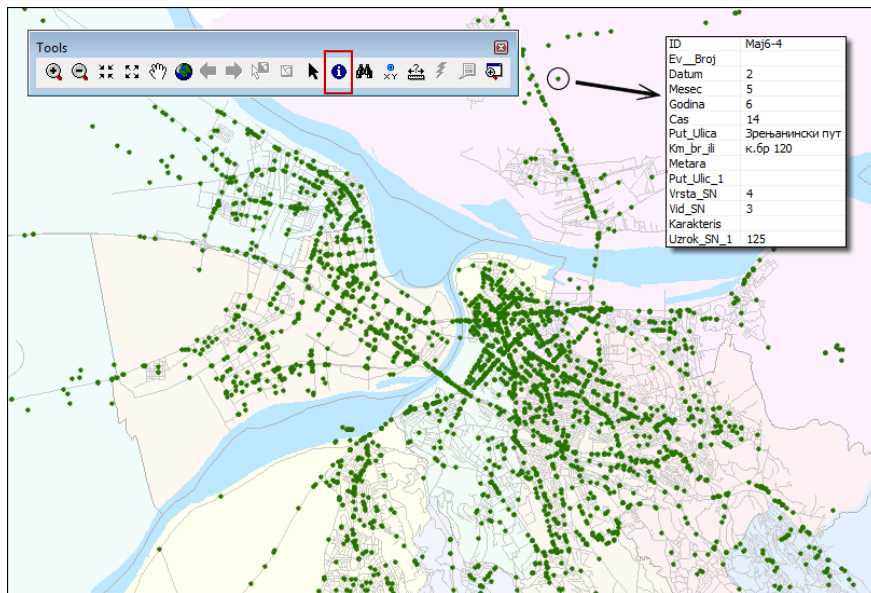 Tools
XY
ID Maj6-4
Ev__Broj
Datum 2
Mesec 5
Godina 6
Cas 14
Put_Ulica Зрењанински пут
Km_br_ili к.бр 120
Metara
Put_Ulic_1
Vrsta_SN 4
Vid_SN 3
Karakteris
Uzrok_SN_1 125